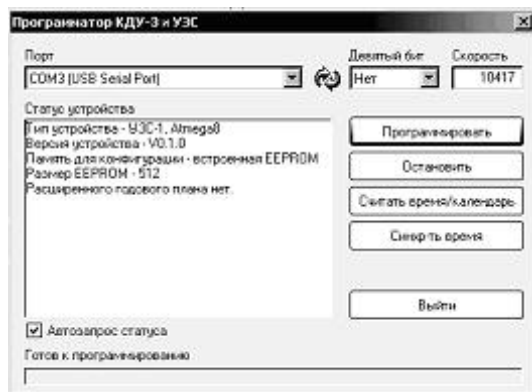 Программатор КДУ-3 и УЗС
Порт
Девятый бит
Скорость
COM3 (USB Serial Port)
Нет
10417
Статус устройства
Тип устройства - УЗС-1, Atmega8
Версия устройства - V0.1.0
Память для конфигурации - встроенная EEPROM
Размер EEPROM - 512
Расширенного годового плана нет.
Программировать
Остановить
Считать время/календарь
Синхр-ть время
Выйти
Автозапрос статуса
Готов к программированию